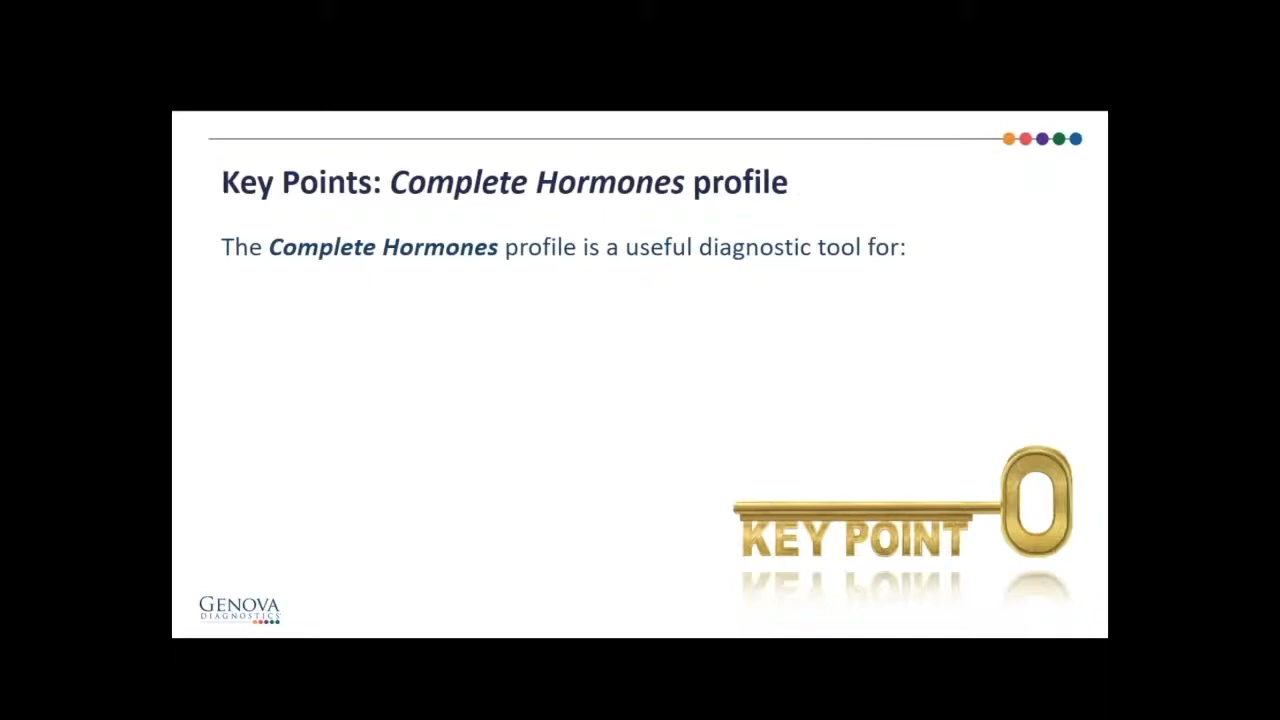 Key Points: Complete Hormones profile
The Complete Hormones profile is a useful diagnostic tool for:
KEY POINT
GENOVA
DIAGNOSTICS